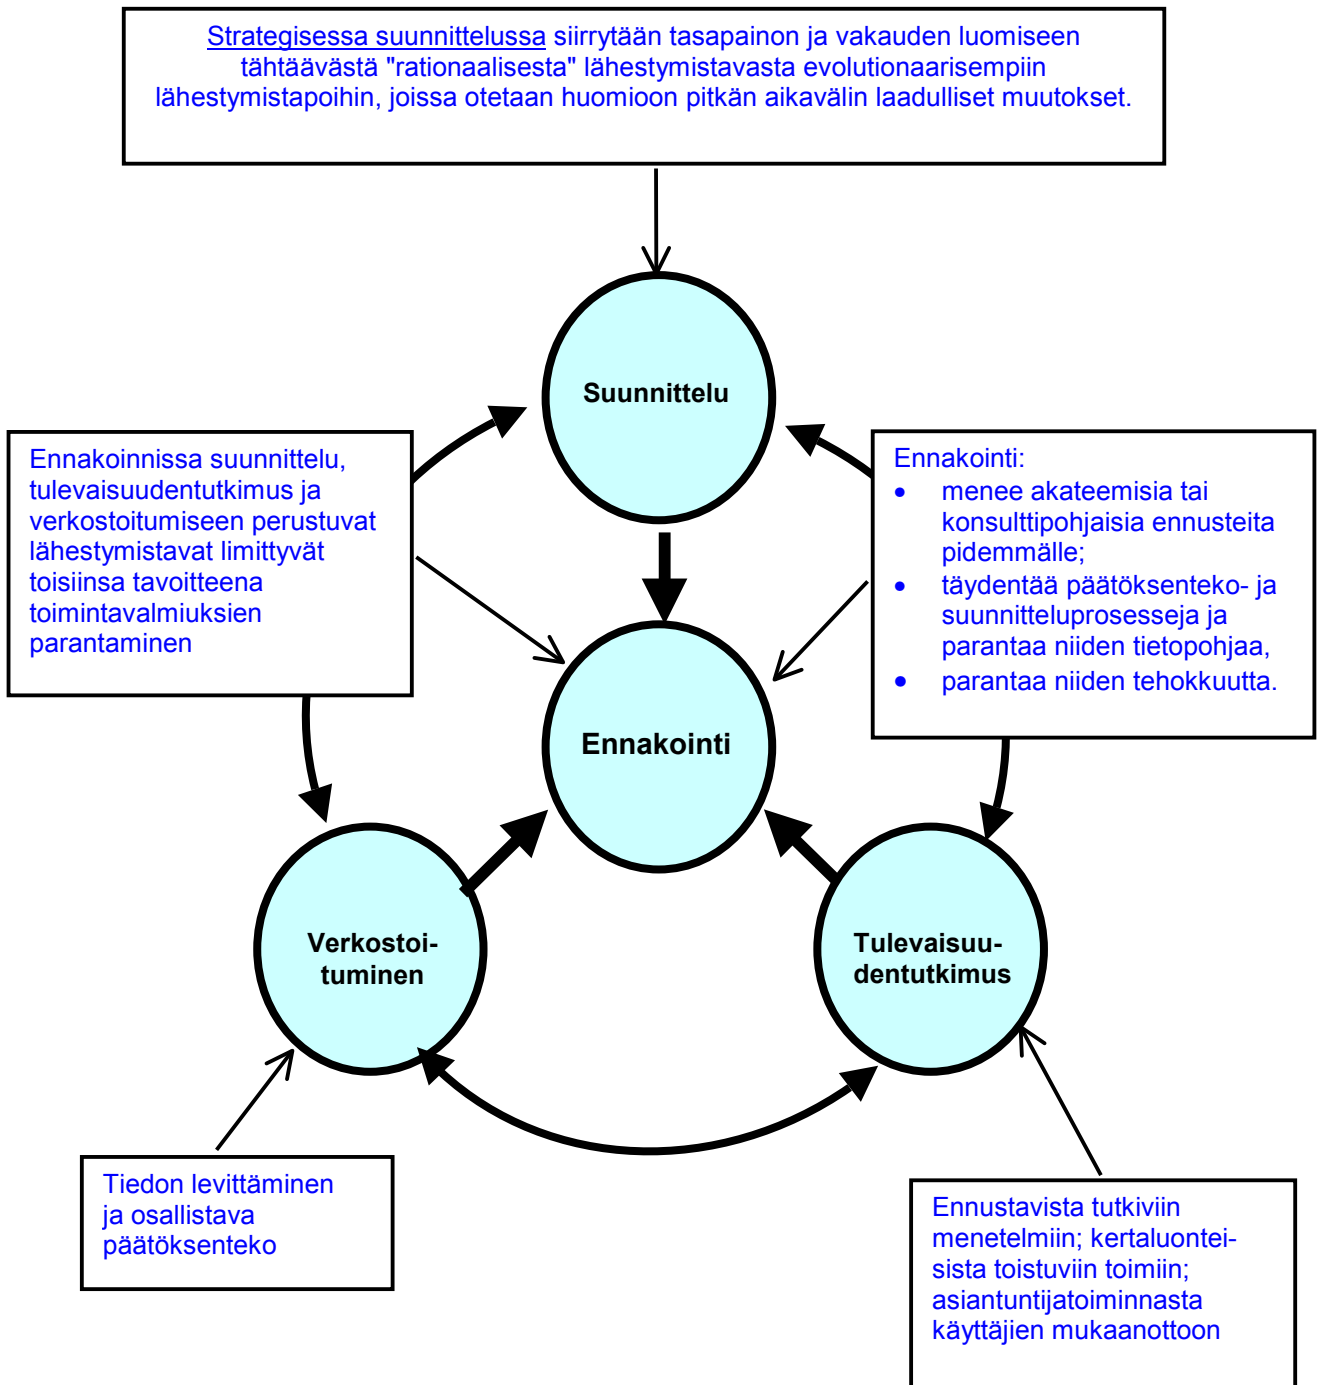 Strategisessa suunnittelussa siirrytään tasapainon ja vakauden luomiseen
tähtäävästä "rationaalisesta" lähestymistavasta evolutionaarisempiin
lähestymistapoihin, joissa otetaan huomioon pitkän aikavälin laadulliset muutokset.
Suunnittelu
Ennakoinnissa suunnittelu,
tulevaisuudentutkimus ja
verkostoitumiseen perustuvat
lähestymistavat limittyvät
toisiinsa tavoitteena
toimintavalmiuksien
parantaminen
Ennakointi:
• menee akateemisia tai
konsulttipohjaisia ennusteita
pidemmälle;
• täydentää päätöksenteko- ja
suunnitteluprosesseja ja
parantaa niiden tietopohjaa,
• parantaa niiden tehokkuutta.
Ennakointi
Verkostoi-
tuminen
Tulevaisuu-
dentutkimus
Tiedon levittäminen
ja osallistava
päätöksenteko
Ennustavista tutkiviin
menetelmiin; kertaluontei-
sista toistuviin toimiin;
asiantuntijatoiminnasta
käyttäjien mukaanottoon